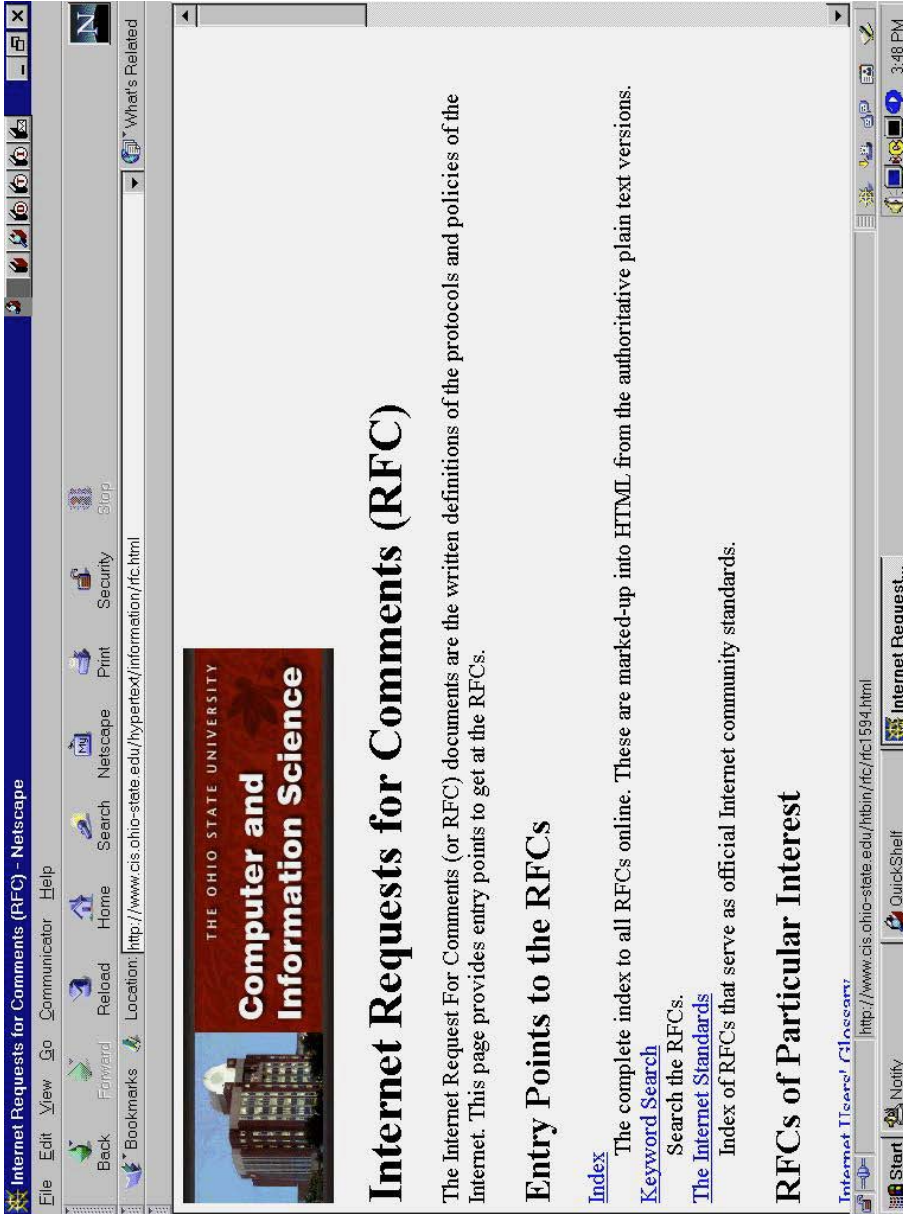 Internet Requests for Comments (RFC) - Netscape
File Edit View Go Communicator Help
Back Forward Reload Home Search Netscape Print Security Stop
Bookmarks Location: http://www.cis.ohio-state.edu/hypertext/information/rfc.html What's Related
THE OHIO STATE UNIVERSITY
Computer and
Information Science
Internet Requests for Comments (RFC)
The Internet Request For Comments (or RFC) documents are the written definitions of the protocols and policies of the
Internet. This page provides entry points to get at the RFCs.
Entry Points to the RFCs
Index
The complete index to all RFCs online. These are marked-up into HTML from the authoritative plain text versions.
Keyword Search
Search the RFCs.
The Internet Standards
Index of RFCs that serve as official Internet community standards.
RFCs of Particular Interest
Internet Users' Glossary
http://www.cis.ohio-state.edu/htbin/rfc/rfc1594.html
Start Notify QuickShelf Internet Request... 3:48 PM